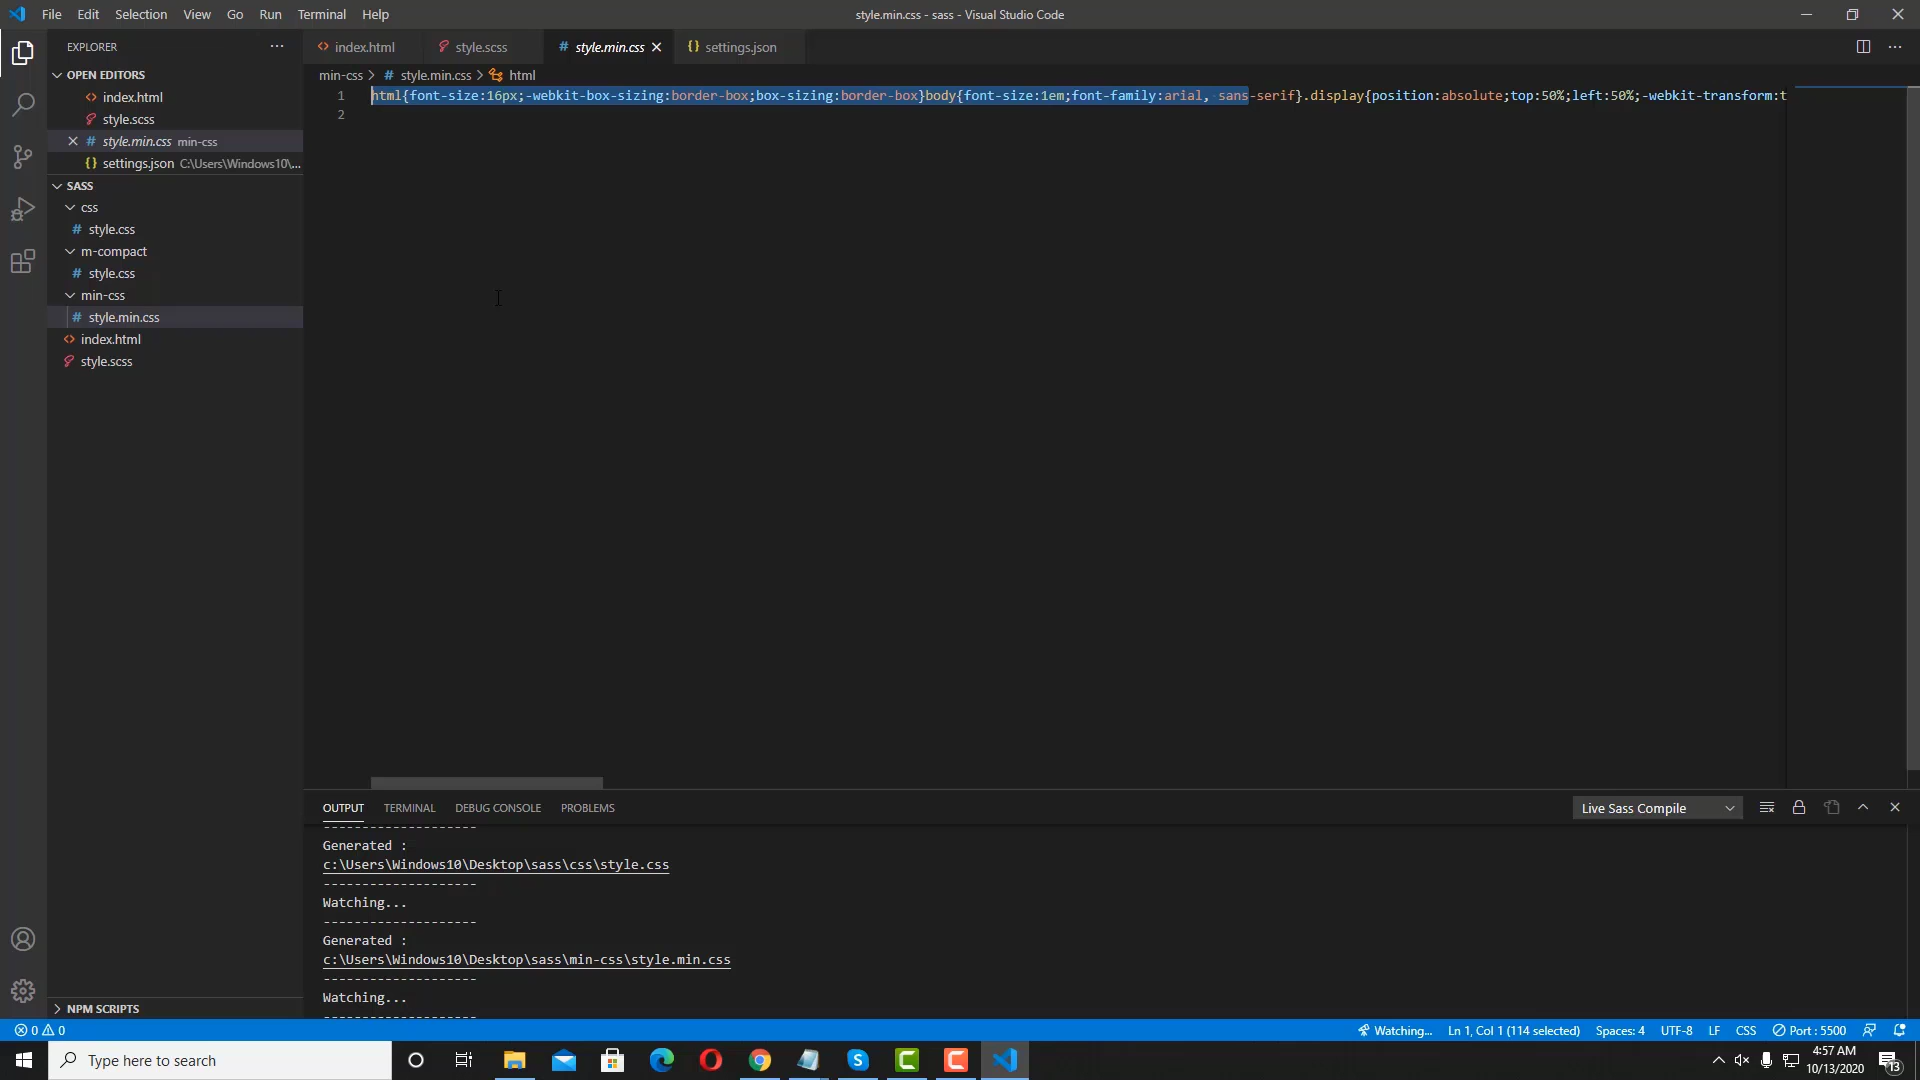 File Edit Selection View Go Run Terminal Help
style.min.css - sass - Visual Studio Code
EXPLORER
OPEN EDITORS
index.html
style.scss
style.min.css min-css
settings.json C:\Users\Windows10\...
SASS
css
style.css
m-compact
style.css
min-css
style.min.css
index.html
style.scss
NPM SCRIPTS
index.html style.scss style.min.css settings.json
min-css > style.min.css > html
1 html{font-size:16px;-webkit-box-sizing:border-box;box-sizing:border-box}body{font-size:1em;font-family:arial, sans-serif}.display{position:absolute;top:50%;left:50%;-webkit-transform:t
2
OUTPUT TERMINAL DEBUG CONSOLE PROBLEMS
Live Sass Compile
--------------------
Generated :
c:\Users\Windows10\Desktop\sass\css\style.css
--------------------
Watching...
--------------------
Generated :
c:\Users\Windows10\Desktop\sass\min-css\style.min.css
--------------------
Watching...
--------------------
0 0
Watching... Ln 1, Col 1 (114 selected) Spaces: 4 UTF-8 LF CSS Port : 5500
Type here to search
4:57 AM
10/13/2020
13